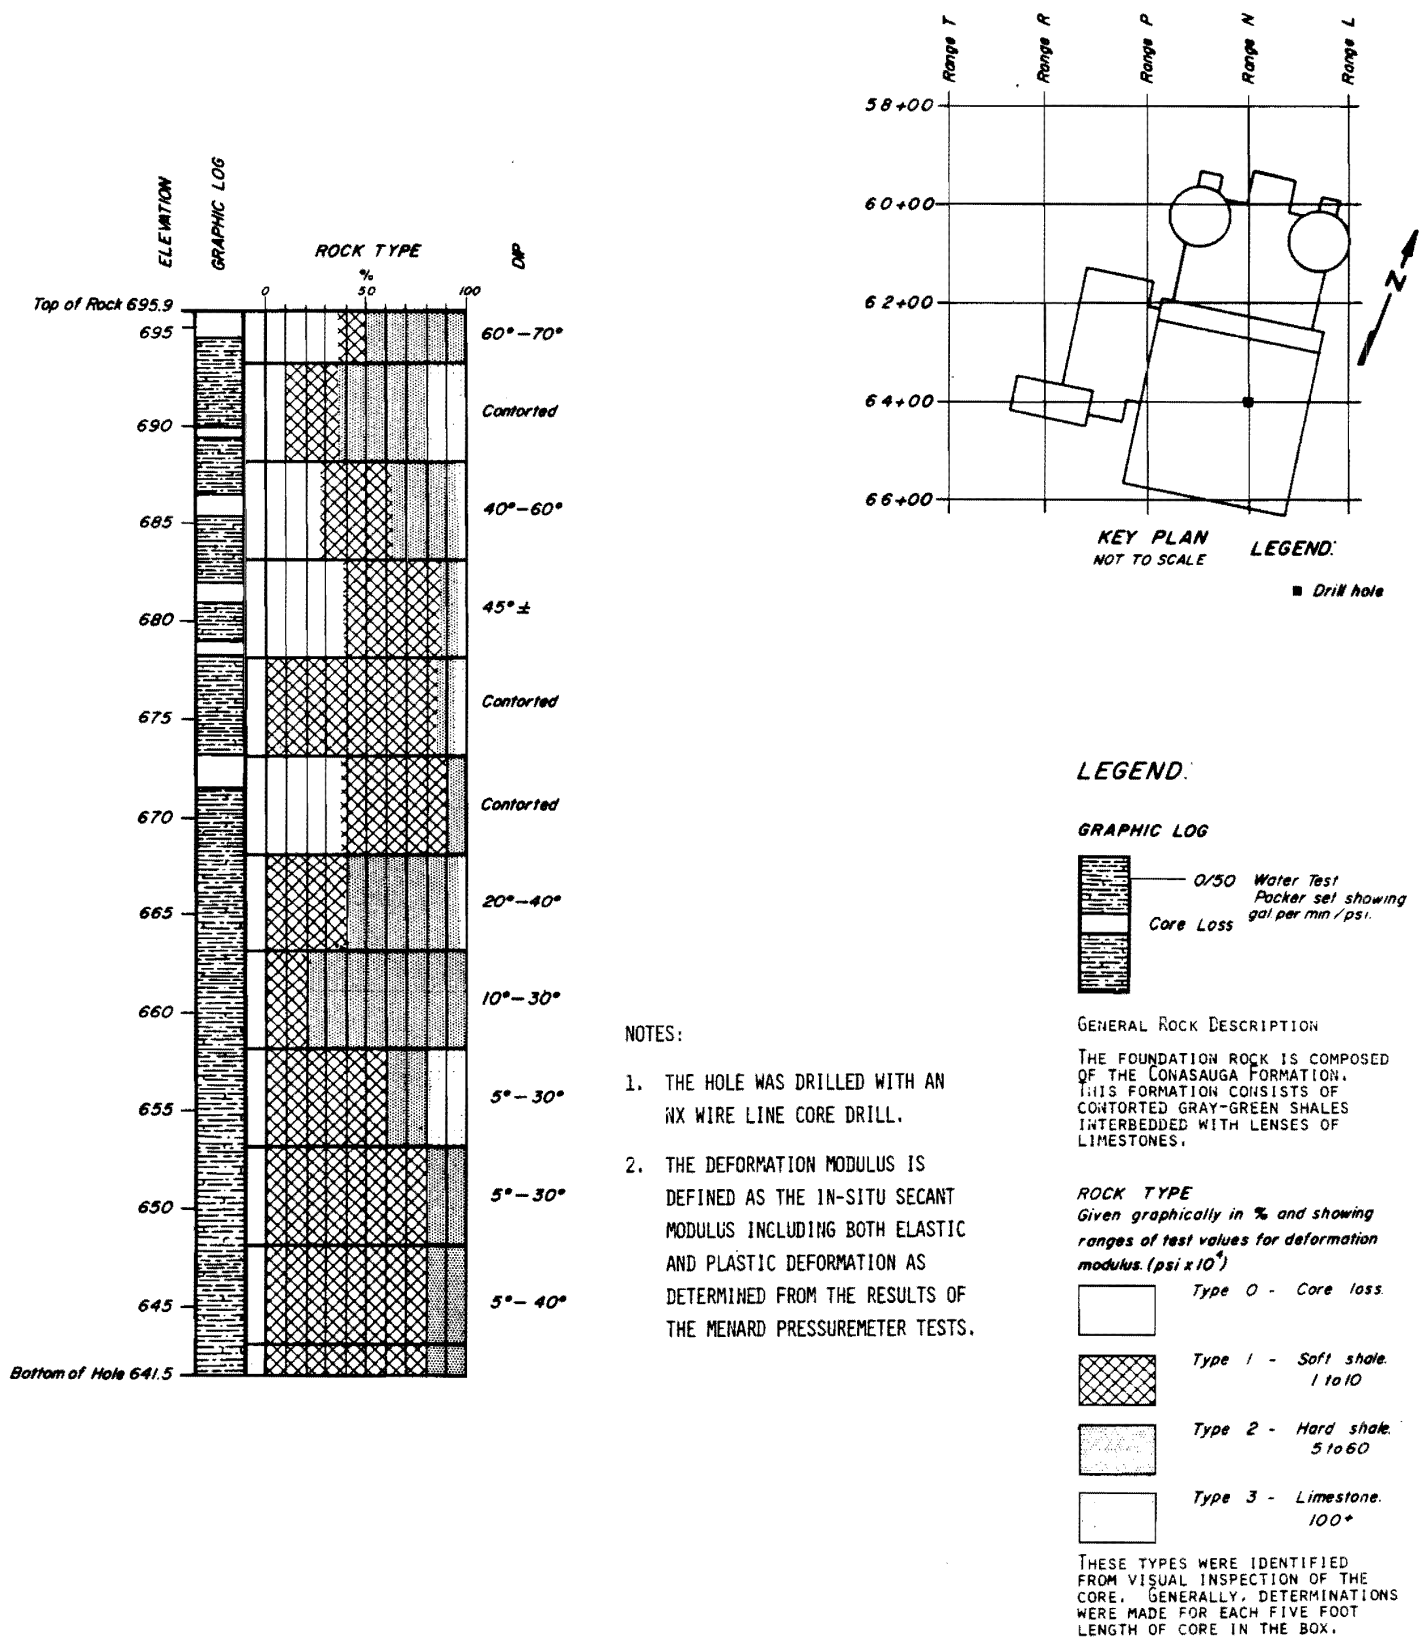 Range T
Range R
Range P
Range N
Range L
58+00
60+00
62+00
64+00
66+00
N
KEY PLAN
NOT TO SCALE
LEGEND:
Drill hole
ELEVATION
GRAPHIC LOG
ROCK TYPE
%
DIP
0 50 100
Top of Rock 695.9
695
60°-70°
Contorted
690
40°-60°
685
45°±
680
Contorted
675
Contorted
670
20°-40°
665
10°-30°
660
5°-30°
655
5°-30°
650
5°-40°
645
Bottom of Hole 641.5
NOTES:
1. THE HOLE WAS DRILLED WITH AN
NX WIRE LINE CORE DRILL.
2. THE DEFORMATION MODULUS IS
DEFINED AS THE IN-SITU SECANT
MODULUS INCLUDING BOTH ELASTIC
AND PLASTIC DEFORMATION AS
DETERMINED FROM THE RESULTS OF
THE MENARD PRESSUREMETER TESTS.
LEGEND:
GRAPHIC LOG
0/50 Water Test
Packer set showing
gal. per min/psi.
Core Loss
GENERAL ROCK DESCRIPTION
THE FOUNDATION ROCK IS COMPOSED
OF THE CONASAUGA FORMATION.
THIS FORMATION CONSISTS OF
CONTORTED GRAY-GREEN SHALES
INTERBEDDED WITH LENSES OF
LIMESTONES.
ROCK TYPE
Given graphically in % and showing
ranges of test values for deformation
modulus. (psi x 10⁴)
Type 0 - Core loss.
Type 1 - Soft shale.
1 to 10
Type 2 - Hard shale.
5 to 60
Type 3 - Limestone.
100+
THESE TYPES WERE IDENTIFIED
FROM VISUAL INSPECTION OF THE
CORE. GENERALLY, DETERMINATIONS
WERE MADE FOR EACH FIVE FOOT
LENGTH OF CORE IN THE BOX.